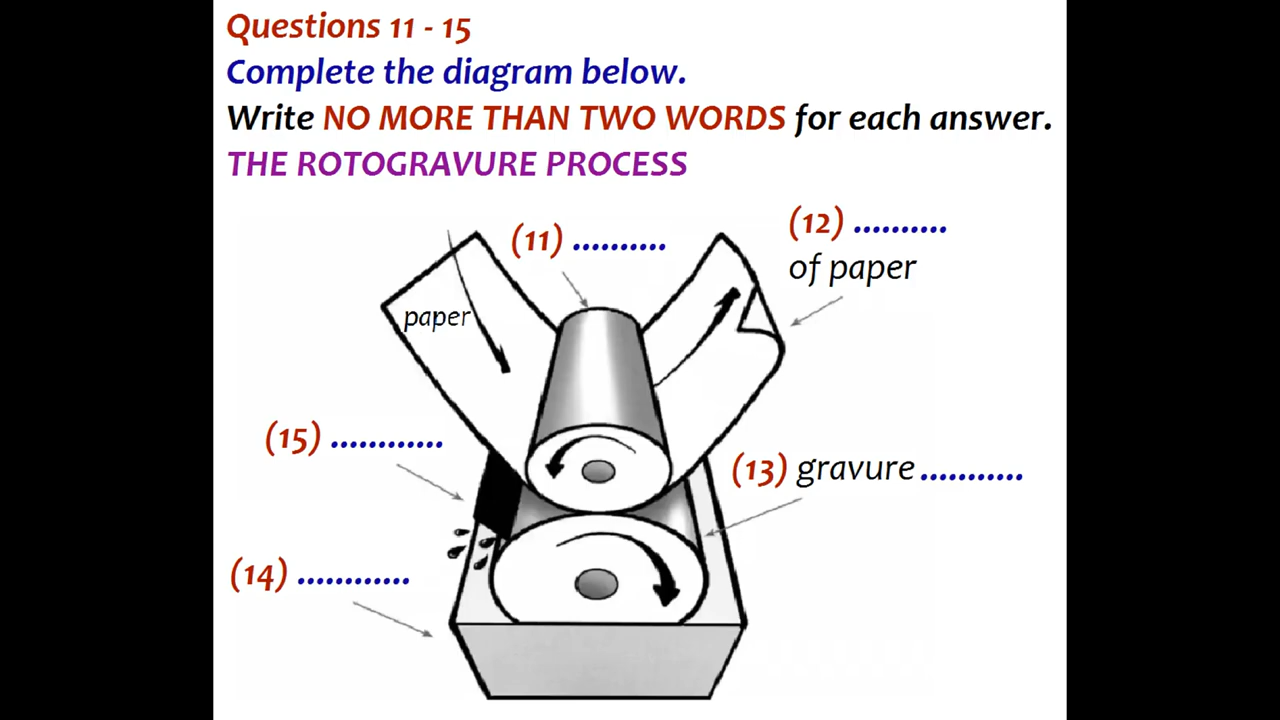 Questions 11 - 15
Complete the diagram below.
Write NO MORE THAN TWO WORDS for each answer.
THE ROTOGRAVURE PROCESS
(11) ..........
(12) ..........
of paper
paper
(15) ............
(13) gravure ...........
(14) ............